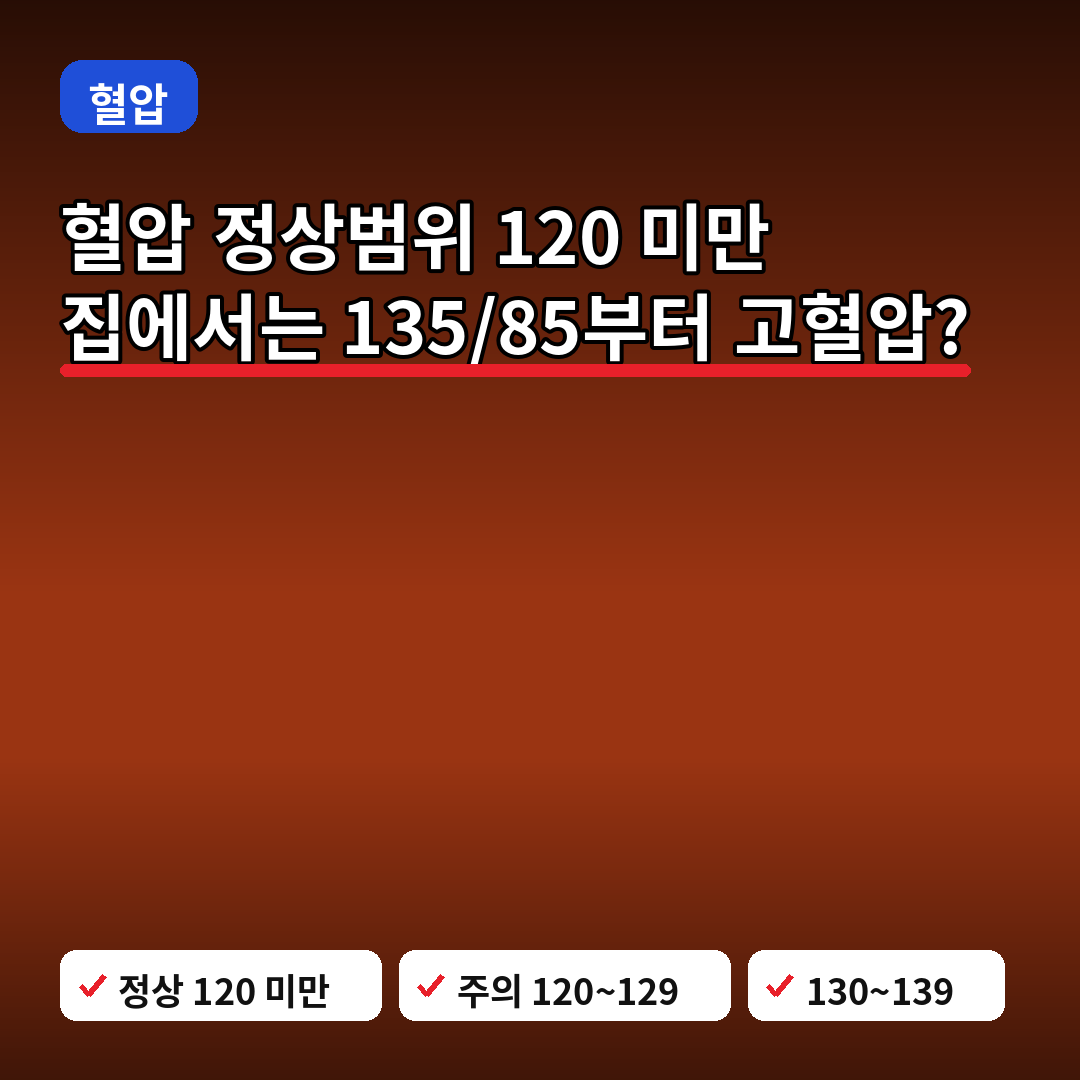 혈압
혈압 정상범위 120 미만
집에서는 135/85부터 고혈압?
정상 120 미만
주의 120~129
130~139